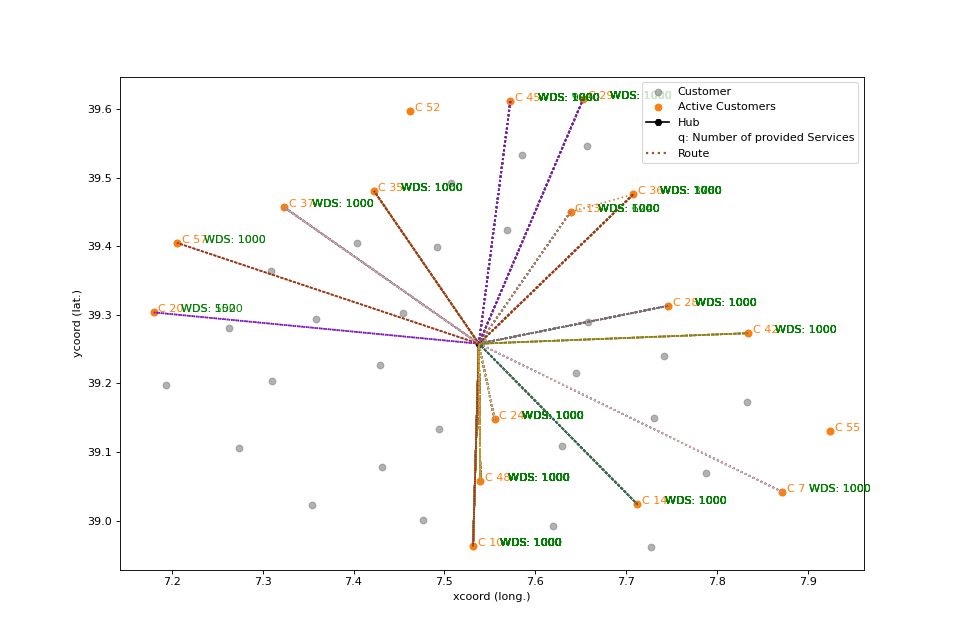 Customer
Active Customers
Hub
q: Number of provided Services
Route
C 52
C 45
C 29 WDS: 1000
C 35 WDS: 1000
C 36
C 37 WDS: 1000
C 13
C 57 WDS: 1000
C 20 WDS:
C 28 WDS: 1000
C 42 WDS: 1000
C 24 WDS: 1000
C 55
C 48 WDS: 1000
C 7 WDS: 1000
C 14 WDS: 1000
WDS: 1000
39.6
39.5
39.4
39.3
39.2
39.1
39.0
ycoord (lat.)
7.2 7.3 7.4 7.5 7.6 7.7 7.8 7.9
xcoord (long.)